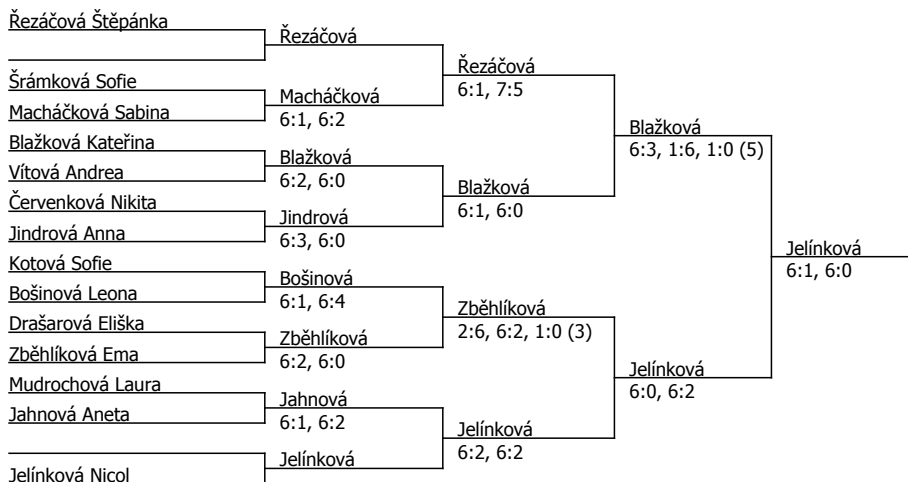 Řezáčová Štěpánka
Šrámková Sofie
Macháčková Sabina
Blažková Kateřina
Vítová Andrea
Červenková Nikita
Jindrová Anna
Kotová Sofie
Bošinová Leona
Drašarová Eliška
Zběhlíková Ema
Mudrochová Laura
Jahnová Aneta
Jelínková Nicol
Řezáčová
Macháčková
6:1, 6:2
Blažková
6:2, 6:0
Jindrová
6:3, 6:0
Bošinová
6:1, 6:4
Zběhlíková
6:2, 6:0
Jahnová
6:1, 6:2
Jelínková
Řezáčová
6:1, 7:5
Blažková
6:1, 6:0
Zběhlíková
2:6, 6:2, 1:0 (3)
Jelínková
6:2, 6:2
Blažková
6:3, 1:6, 1:0 (5)
Jelínková
6:0, 6:2
Jelínková
6:1, 6:0